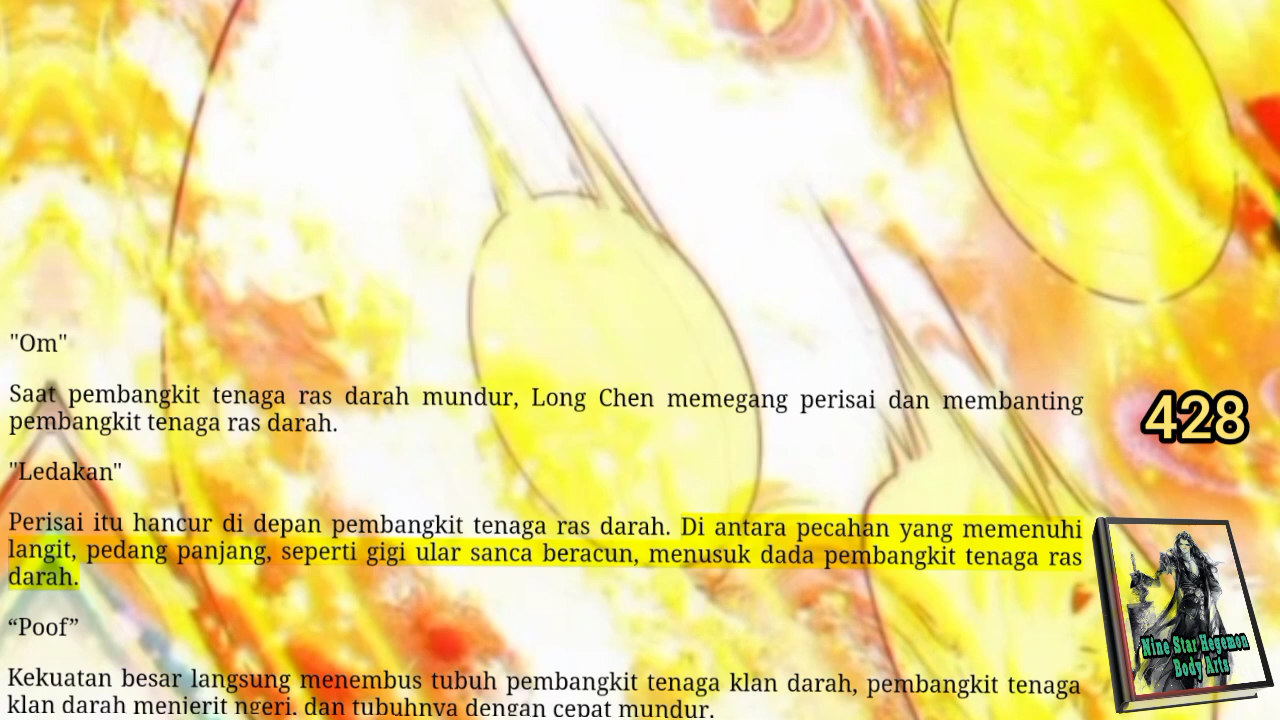 "Om"
Saat pembangkit tenaga ras darah mundur, Long Chen memegang perisai dan membanting
pembangkit tenaga ras darah.
"Ledakan"
Perisai itu hancur di depan pembangkit tenaga ras darah. Di antara pecahan yang memenuhi
langit, pedang panjang, seperti gigi ular sanca beracun, menusuk dada pembangkit tenaga ras
darah.
“Poof”
Kekuatan besar langsung menembus tubuh pembangkit tenaga klan darah, pembangkit tenaga
klan darah menjerit ngeri, dan tubuhnya dengan cepat mundur.
428
Nine Star Hegemon
Body Arts